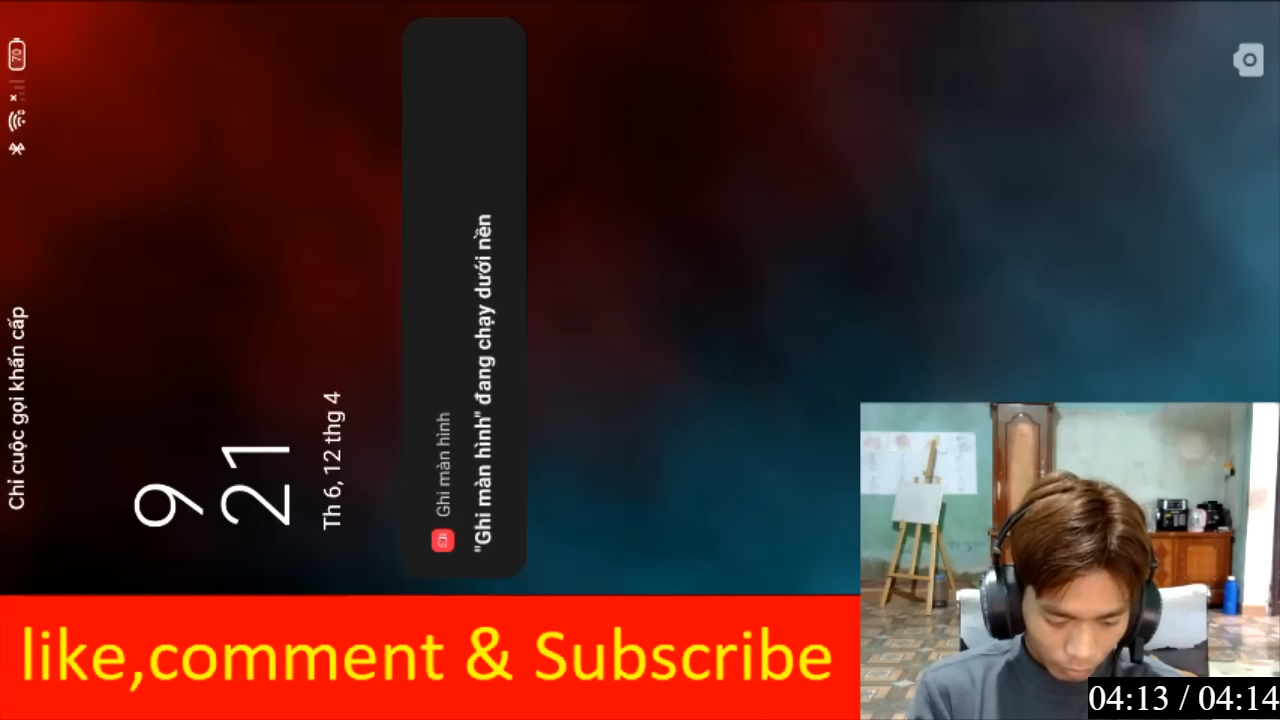 Chỉ cuộc gọi khẩn cấp
70
9
21
Th 6, 12 thg 4
Ghi màn hình
"Ghi màn hình" đang chạy dưới nền
like,comment & Subscribe
04:13 / 04:14